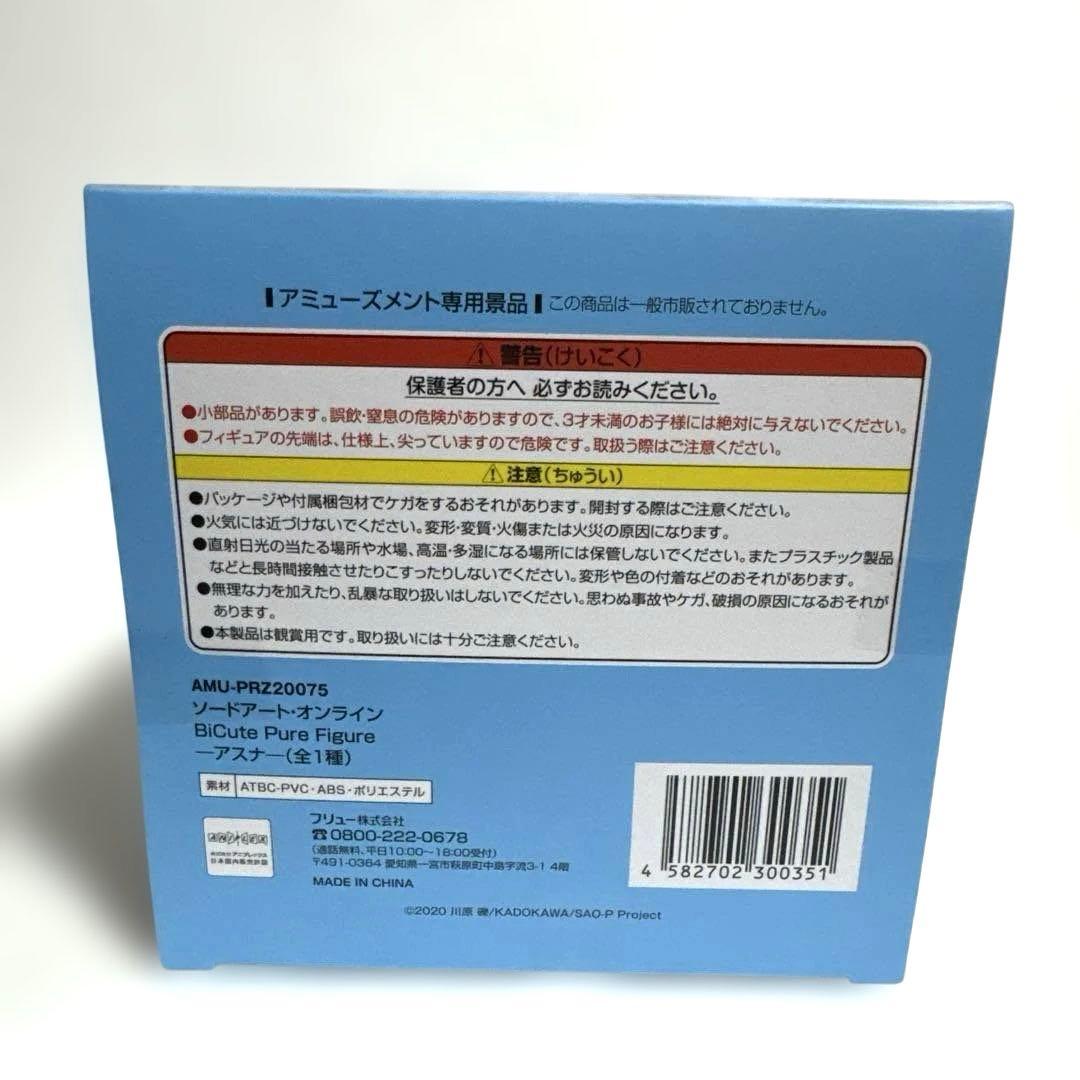 アミューズメント専用景品 この商品は一般市販されておりません。
⚠警告(けいこく)
保護者の方へ 必ずお読みください。
●小部品があります。誤飲・窒息の危険がありますので、3才未満のお子様には絶対に与えないでください。
●フィギュアの先端は、仕様上、尖っていますので危険です。取扱う際はご注意ください。
⚠注意(ちゅうい)
●パッケージや付属梱包材でケガをするおそれがあります。開封する際はご注意ください。
●火気には近づけないでください。変形・変質・火傷または火災の原因になります。
●直射日光の当たる場所や水場、高温・多湿になる場所には保管しないでください。またプラスチック製品
などと長時間接触させたりこすったりしないでください。変形や色の付着などのおそれがあります。
●無理な力を加えたり、乱暴な取り扱いはしないでください。思わぬ事故やケガ、破損の原因になるおそれが
あります。
●本製品は観賞用です。取り扱いには十分ご注意ください。
AMU-PRZ20075
ソードアート・オンライン
BiCute Pure Figure
―アスナ―(全1種)
素材 ATBC-PVC・ABS・ポリエステル
ANIPLEX
株式会社アニプレックス
日本国内販売許諾
フリュー株式会社
☎0800-222-0678
(通話無料、平日10:00~18:00受付)
〒491-0364 愛知県一宮市萩原町中島字流3-1 4階
MADE IN CHINA
4 582702 300351
©2020 川原 礫/KADOKAWA/SAO-P Project